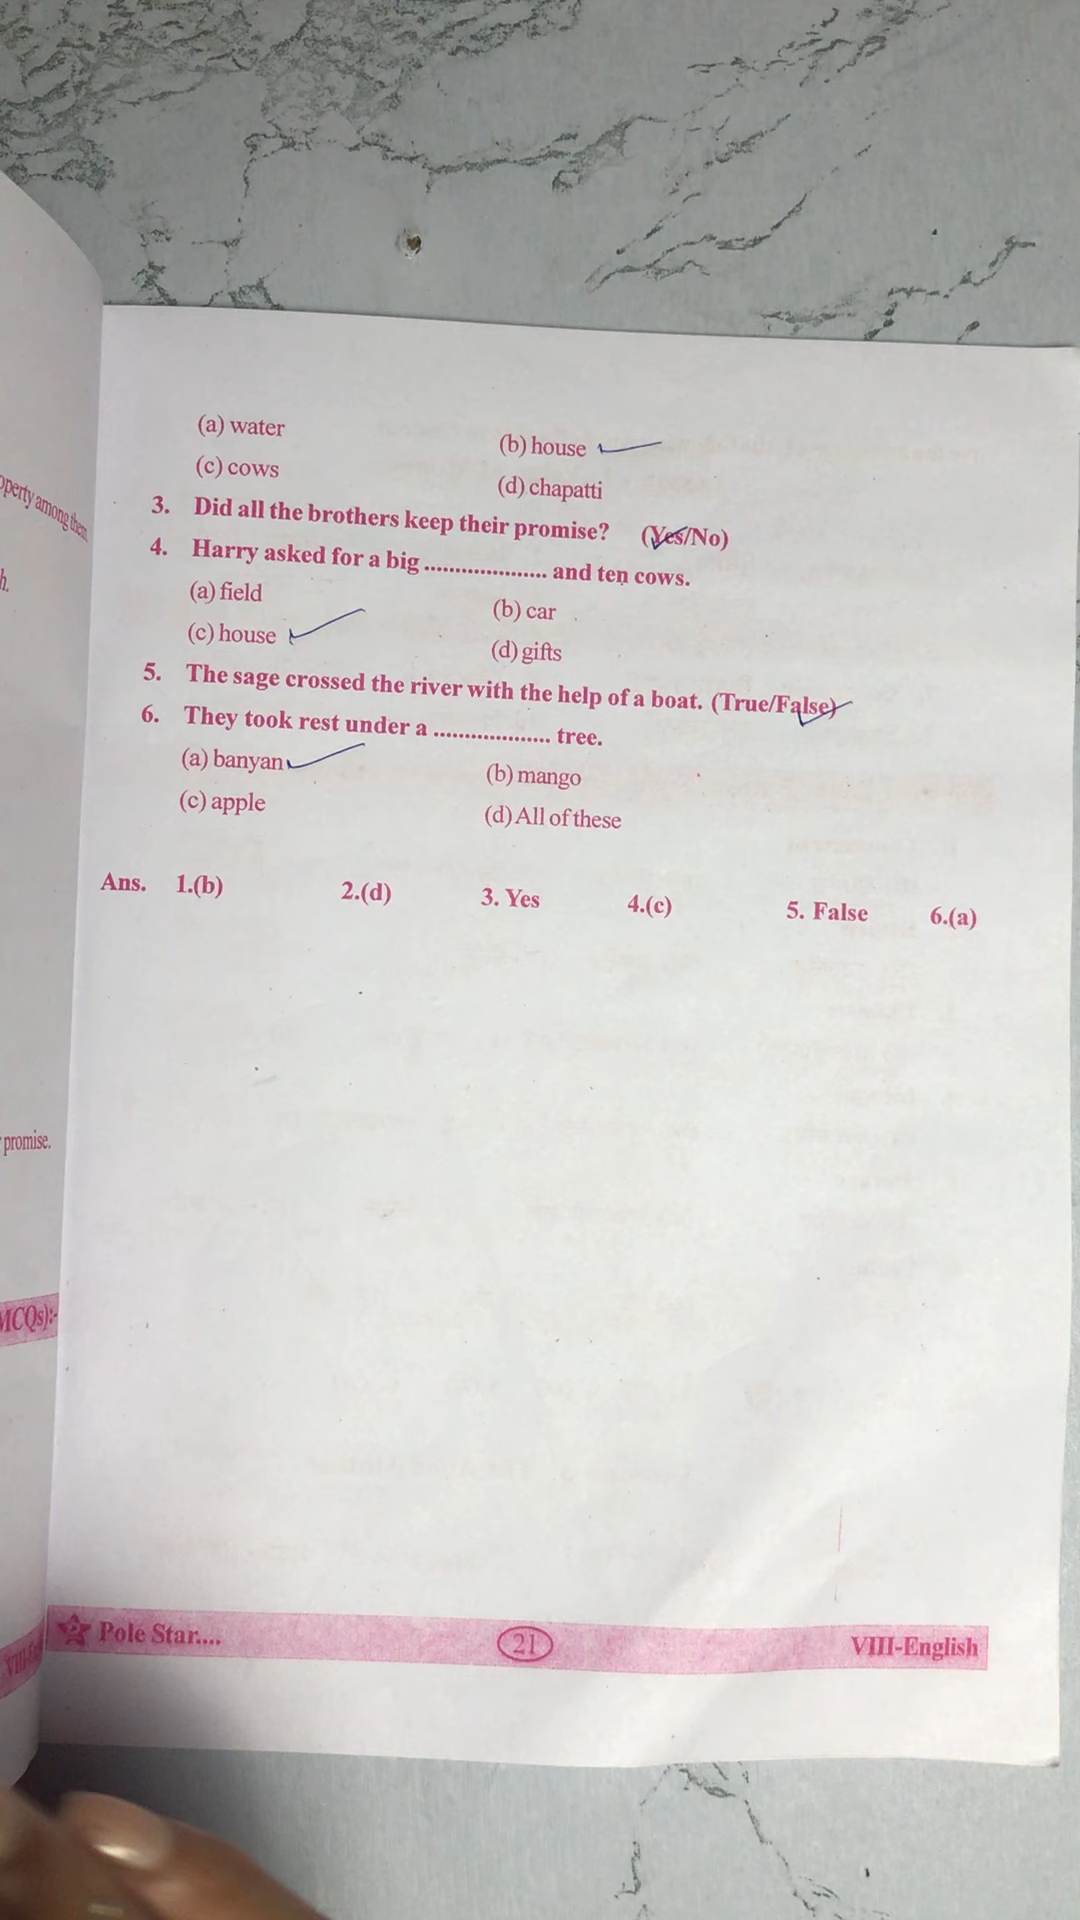 (a) water (b) house
(c) cows (d) chapatti
3. Did all the brothers keep their promise? (Yes/No)
4. Harry asked for a big .................... and ten cows.
(a) field (b) car
(c) house (d) gifts
5. The sage crossed the river with the help of a boat. (True/False)
6. They took rest under a ................... tree.
(a) banyan (b) mango
(c) apple (d) All of these
Ans. 1.(b) 2.(d) 3. Yes 4.(c) 5. False 6.(a)
among them.
h.
promise.
MCQs):-
Pole Star.... 21 VIII-English